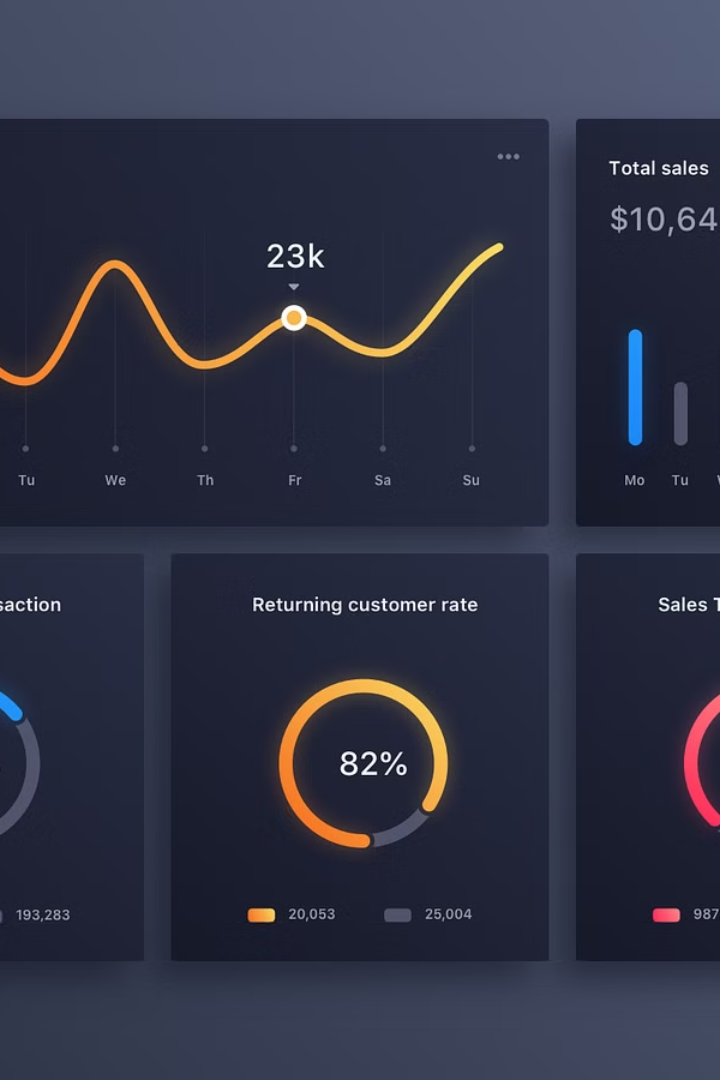 Total sales
$10,64
23k
Tu We Th Fr Sa Su
Mo Tu
saction
Returning customer rate
Sales
82%
193,283
20,053 25,004
987